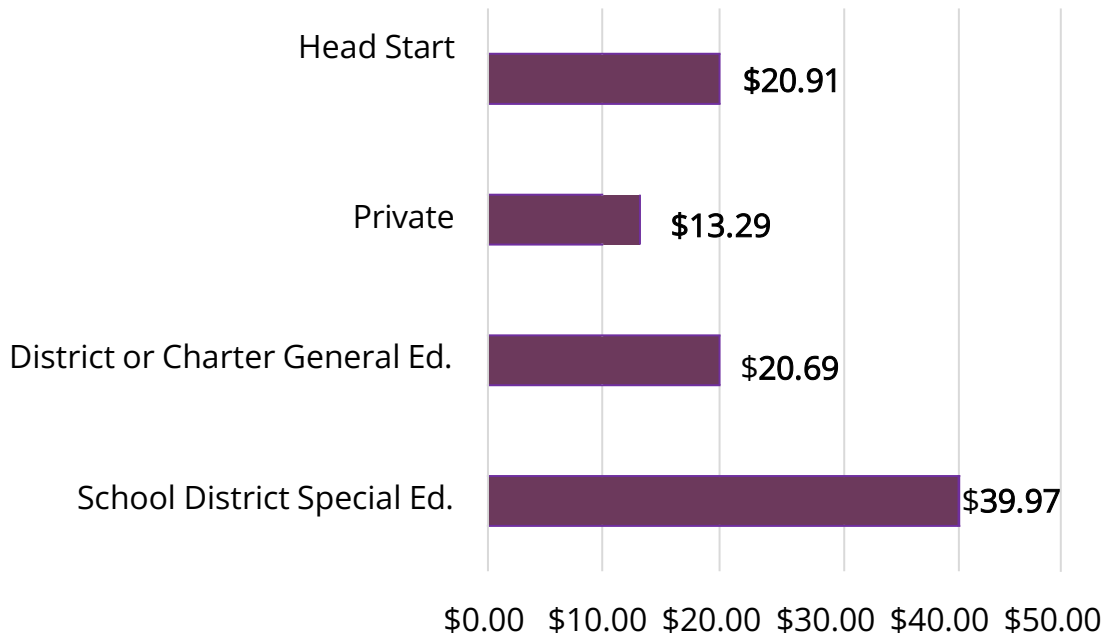 Head Start
$20.91
Private
$13.29
District or Charter General Ed.
$20.69
School District Special Ed.
$39.97
$0.00 $10.00 $20.00 $30.00 $40.00 $50.00